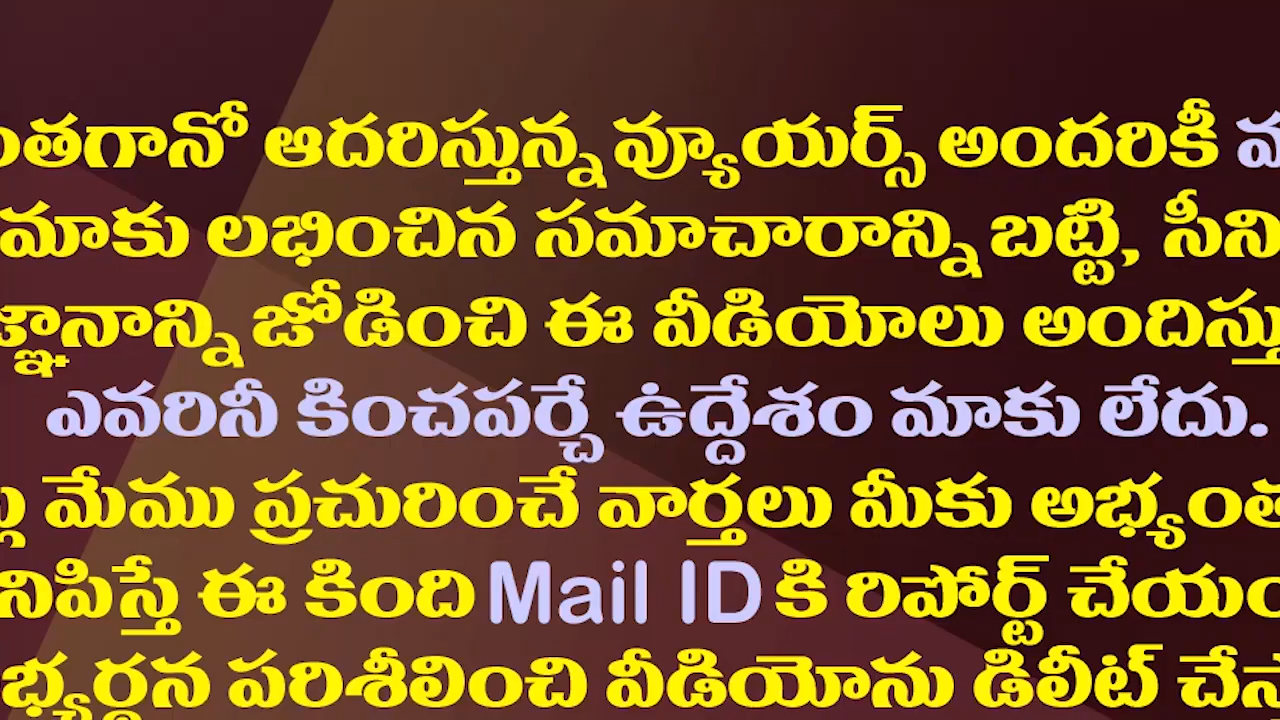 ఆదరిస్తున్న వ్యూయర్స్ అందరికీ
మాకు లభించిన సమాచారాన్ని బట్టి,
జోడించి ఈ వీడియోలు
ఎవరినీ కించపర్చే ఉద్దేశం మాకు లేదు.
మేము ప్రచురించే వార్తలు మీకు
ఈ కింది Mail ID కి రిపోర్ట్
పరిశీలించి వీడియోను డిలీట్